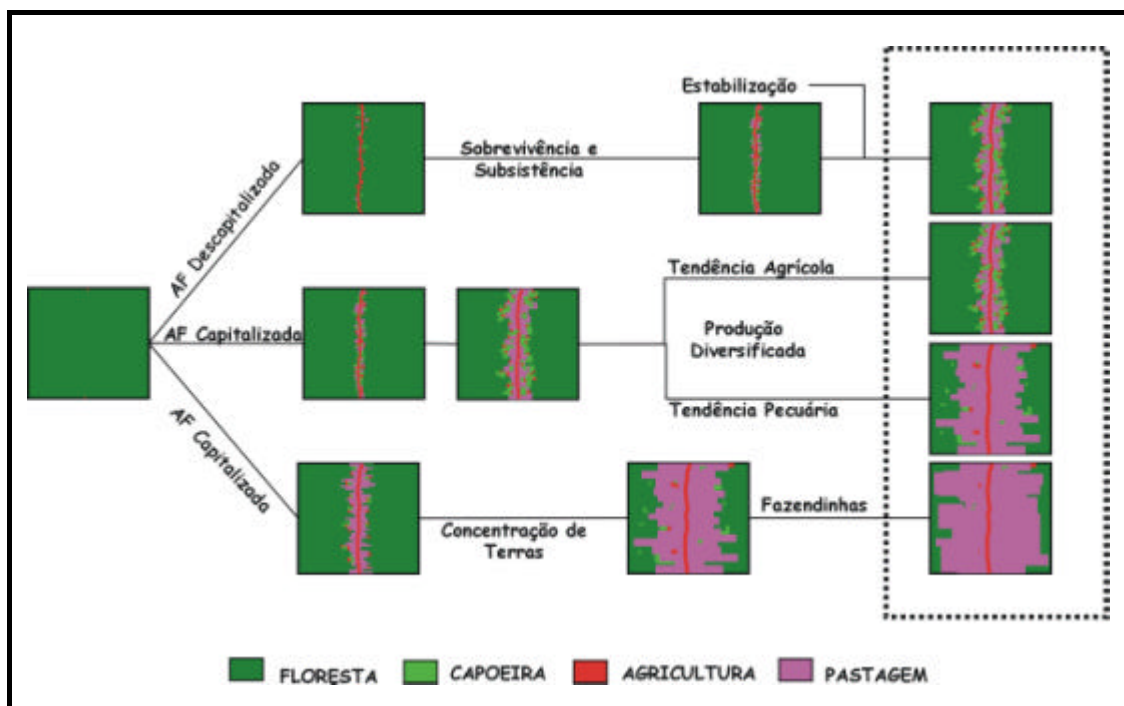 Estabilização
Sobrevivência e
Subsistência
AF Descapitalizada
Tendência Agrícola
AF Capitalizada
Produção
Diversificada
Tendência Pecuária
AF Capitalizada
Concentração de
Terras
Fazendinhas
FLORESTA CAPOEIRA AGRICULTURA PASTAGEM